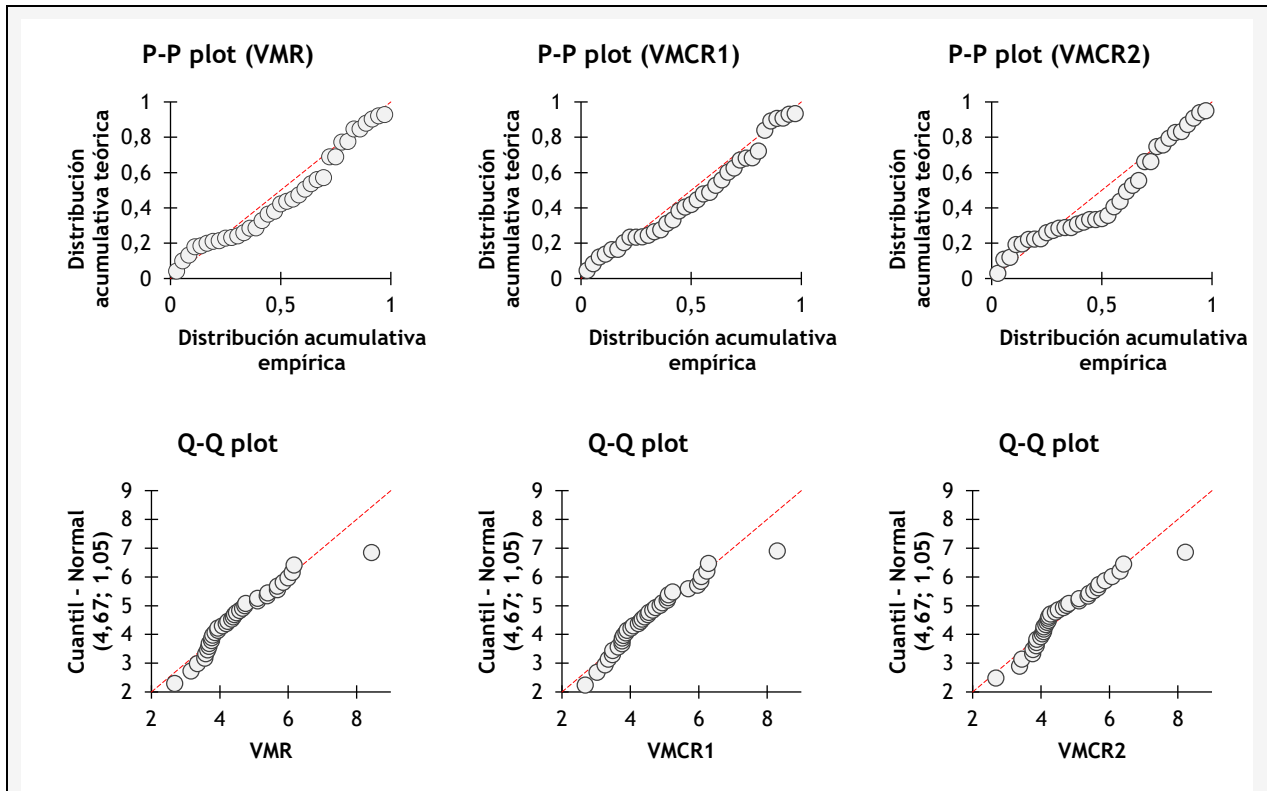 P-P plot (VMR)
P-P plot (VMCR1)
P-P plot (VMCR2)
Distribución
acumulativa teórica
1
0,8
0,6
0,4
0,2
0
0
0,5
1
Distribución acumulativa
empírica
Distribución
acumulativa teórica
1
0,8
0,6
0,4
0,2
0
0
0,5
1
Distribución acumulativa
empírica
Distribución
acumulativa teórica
1
0,8
0,6
0,4
0,2
0
0
0,5
1
Distribución acumulativa
empírica
Q-Q plot
Q-Q plot
Q-Q plot
Cuantil - Normal
(4,67; 1,05)
9
8
7
6
5
4
3
2
2
4
6
8
VMR
Cuantil - Normal
(4,67; 1,05)
9
8
7
6
5
4
3
2
2
4
6
8
VMCR1
Cuantil - Normal
(4,67; 1,05)
9
8
7
6
5
4
3
2
2
4
6
8
VMCR2